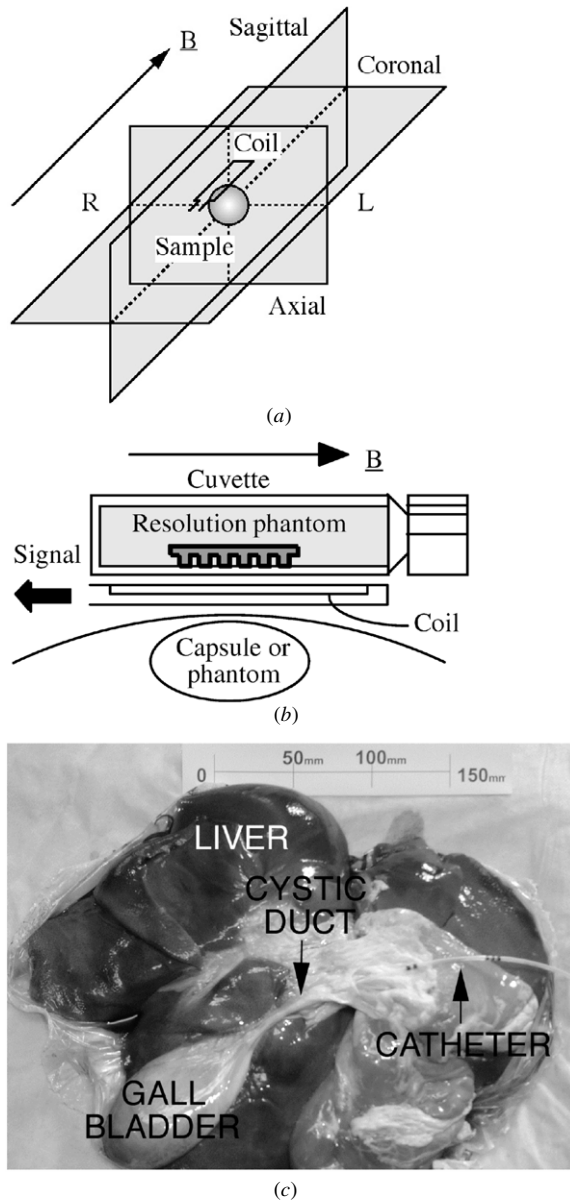 B
Sagittal
Coronal
Coil
R
L
Sample
Axial
(a)
B
Cuvette
Resolution phantom
Signal
Coil
Capsule or
phantom
(b)
0
50mm
100mm
150mm
LIVER
CYSTIC
DUCT
CATHETER
GALL
BLADDER
(c)